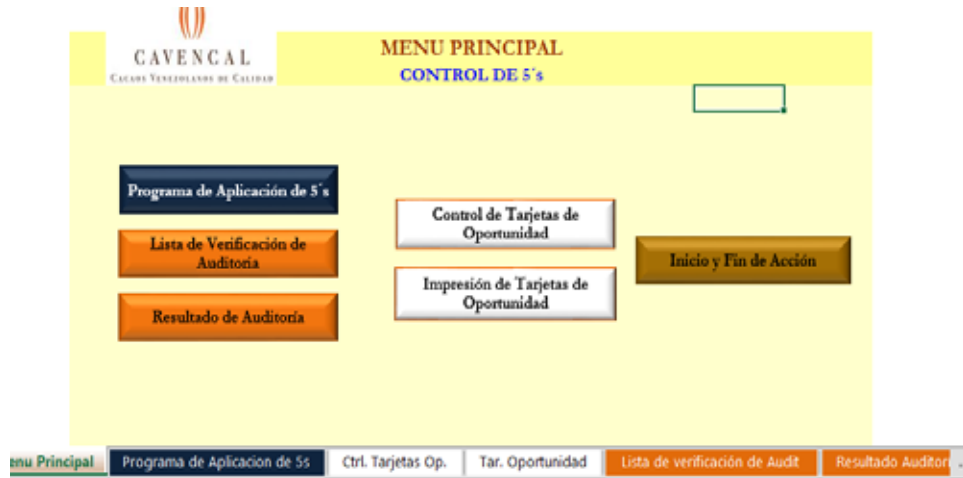 CAVENCAL
CACAOS VENEZOLANOS DE CALIDAD
MENU PRINCIPAL
CONTROL DE 5´s
Programa de Aplicación de 5´s
Lista de Verificación de
Auditoria
Resultado de Auditoría
Control de Tarjetas de
Oportunidad
Impresión de Tarjetas de
Oportunidad
Inicio y Fin de Acción
enu Principal
Programa de Aplicacion de 5s
Ctrl. Tarjetas Op.
Tar. Oportunidad
Lista de verificación de Audit
Resultado Auditori